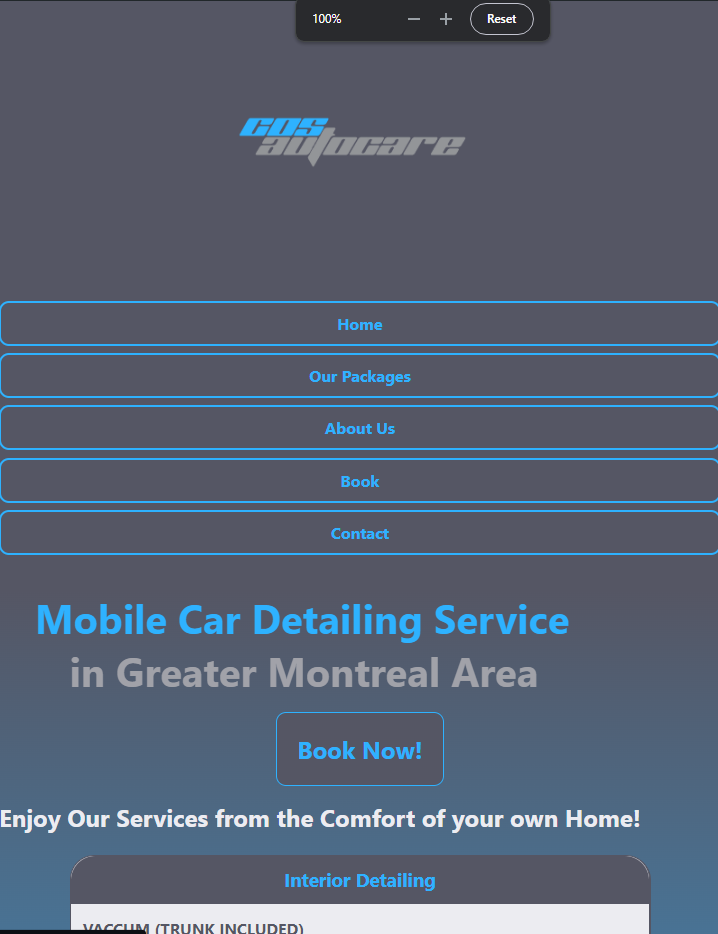 100%
Reset
cos
autocare
Home
Our Packages
About Us
Book
Contact
Mobile Car Detailing Service
in Greater Montreal Area
Book Now!
Enjoy Our Services from the Comfort of your own Home!
Interior Detailing
VACCUM (TRUNK INCLUDED)